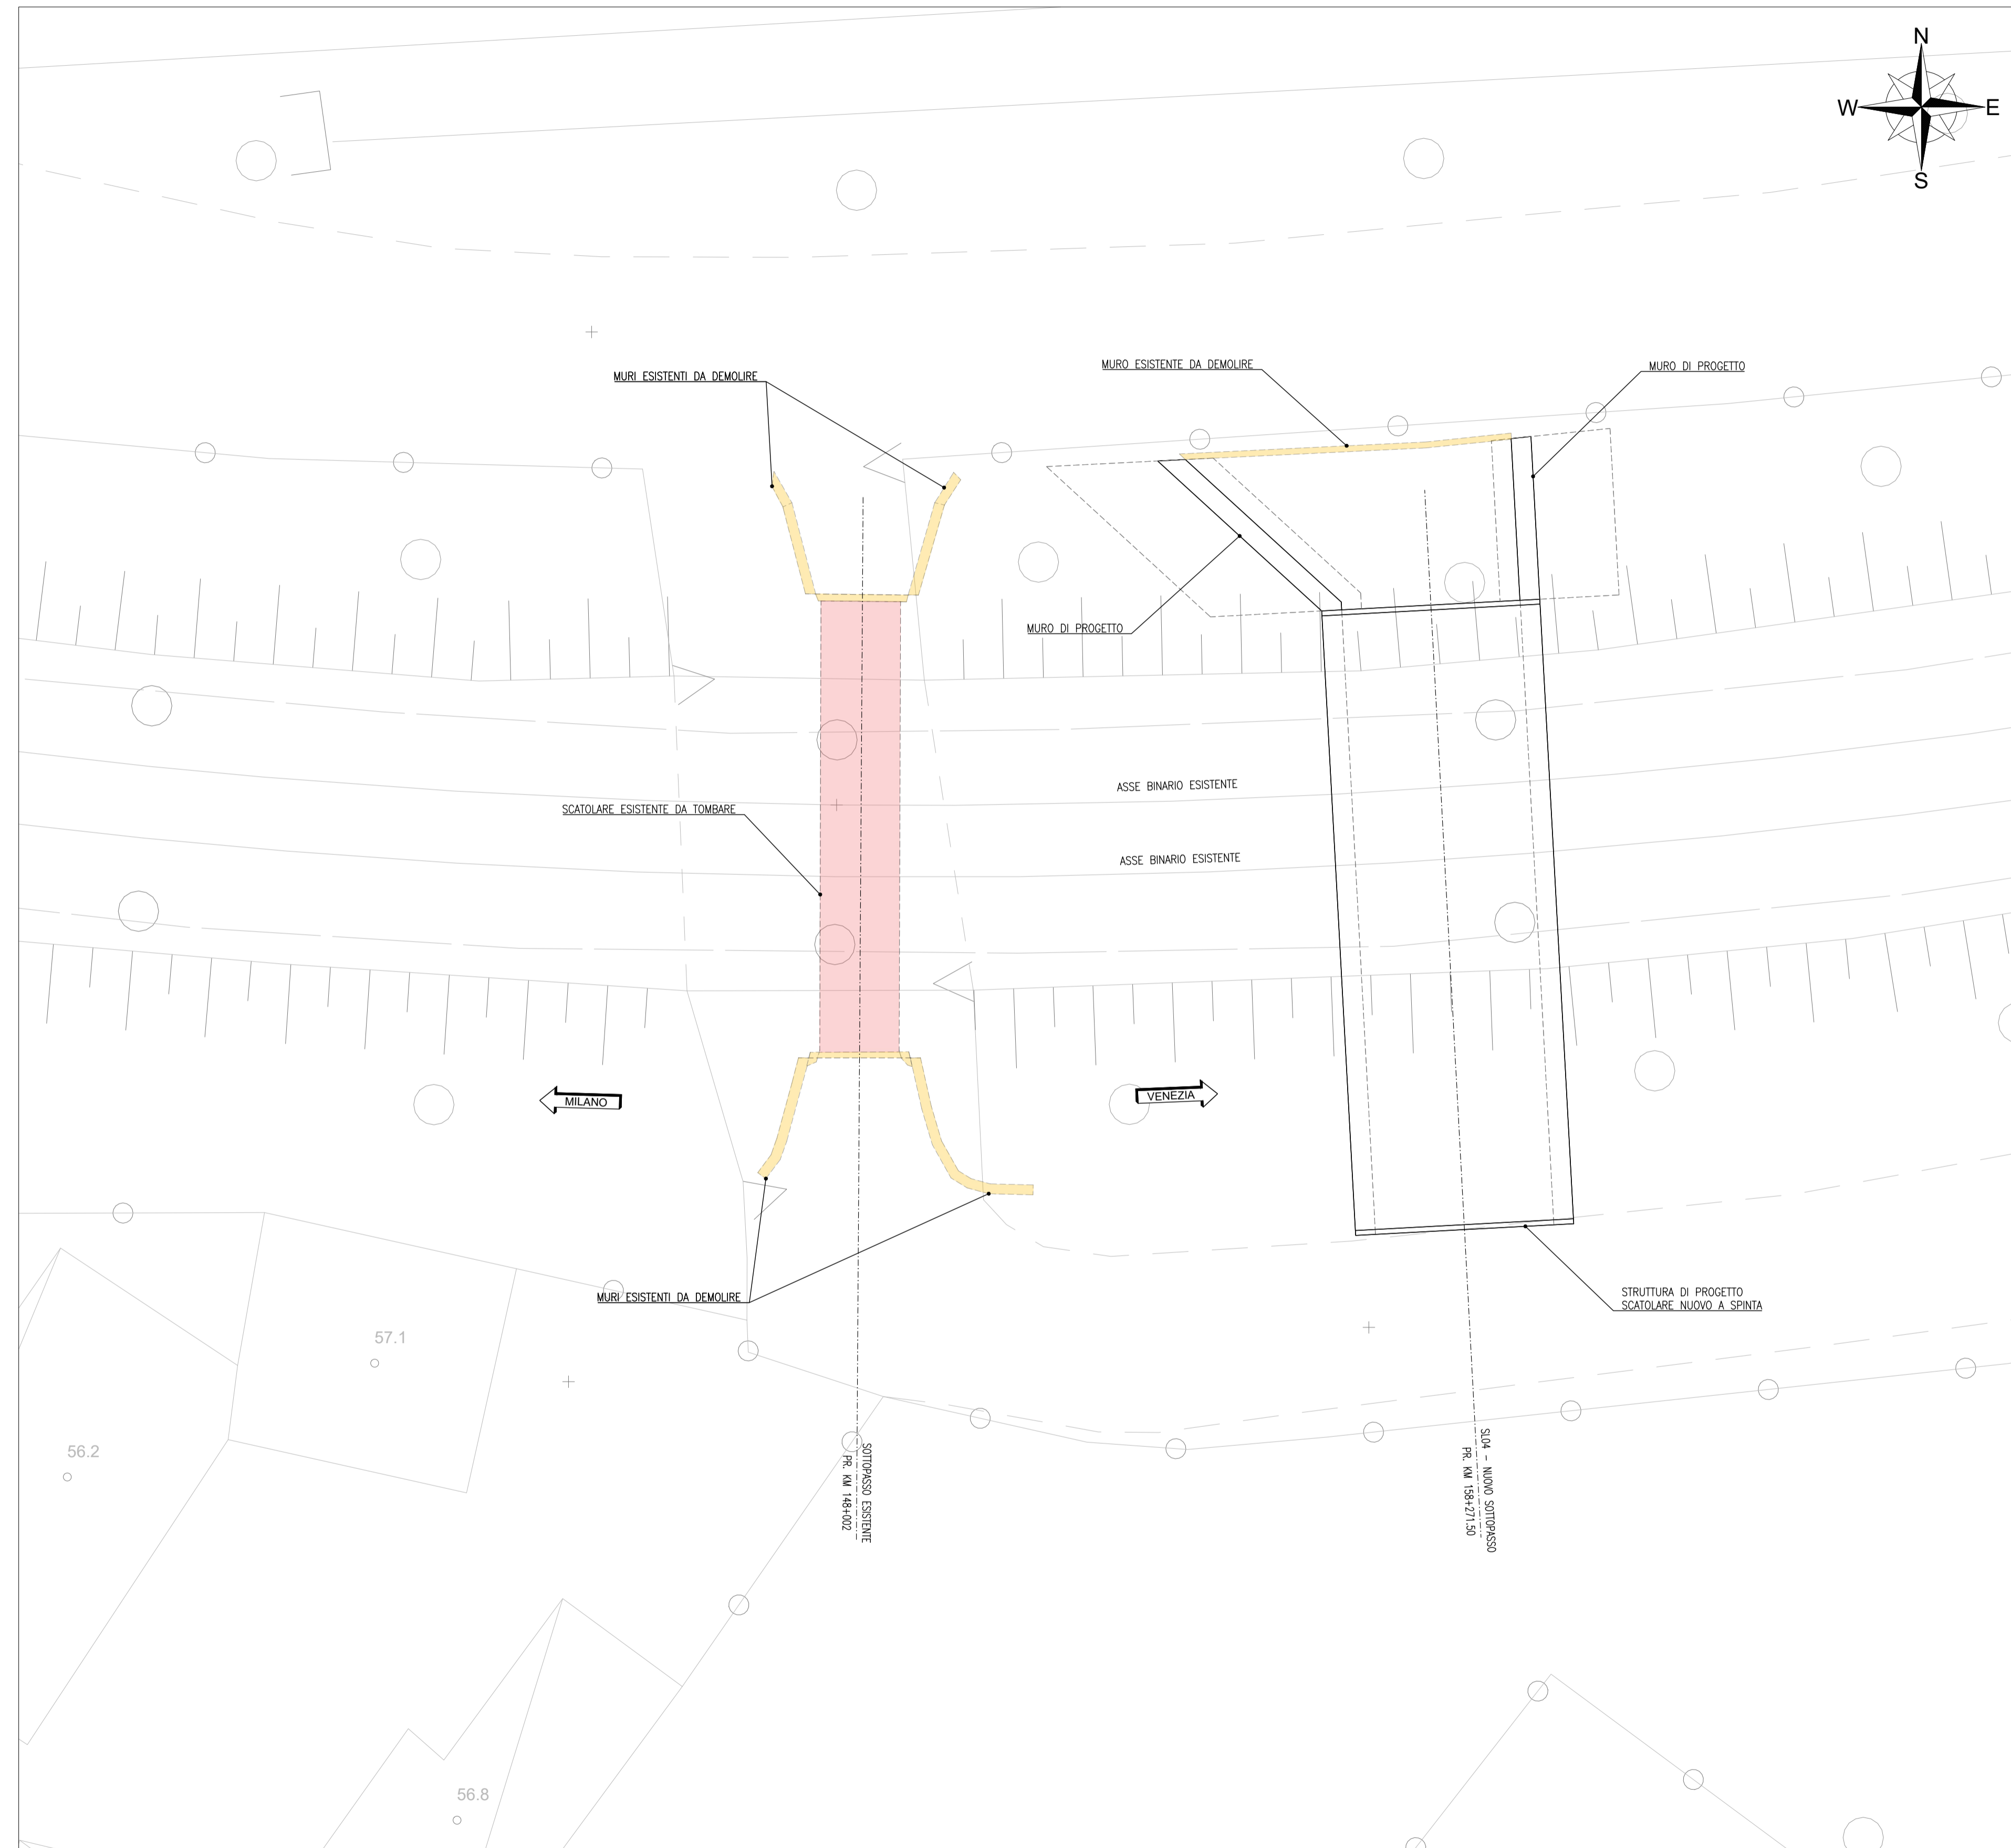 N
W
E
S
MURO ESISTENTE DA DEMOLIRE
MURO DI PROGETTO
MURI ESISTENTI DA DEMOLIRE
MURO DI PROGETTO
ASSE BINARIO ESISTENTE
SCATOLARE ESISTENTE DA TOMBARE
ASSE BINARIO ESISTENTE
MILANO
VENEZIA
MURI ESISTENTI DA DEMOLIRE
STRUTTURA DI PROGETTO
SCATOLARE NUOVO A SPINTA
57.1
56.2
SOTTOPASSO ESISTENTE
PR. KM 148+002
SL04 - NUOVO SOTTOPASSO
PR. KM 158+271.50
56.8